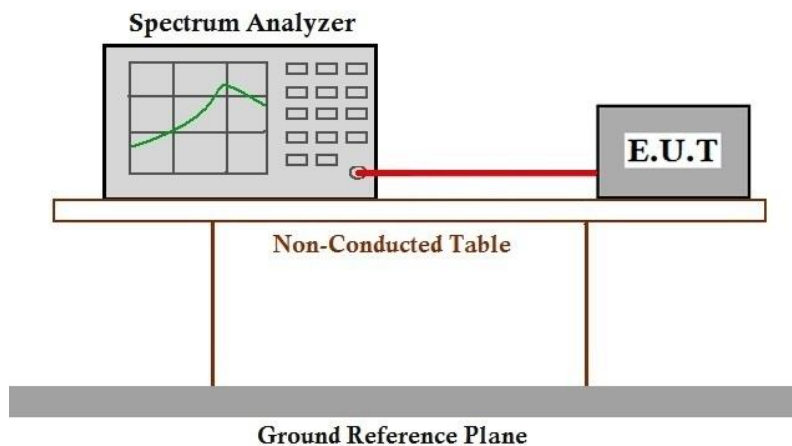 Spectrum Analyzer
E.U.T
Non-Conducted Table
Ground Reference Plane